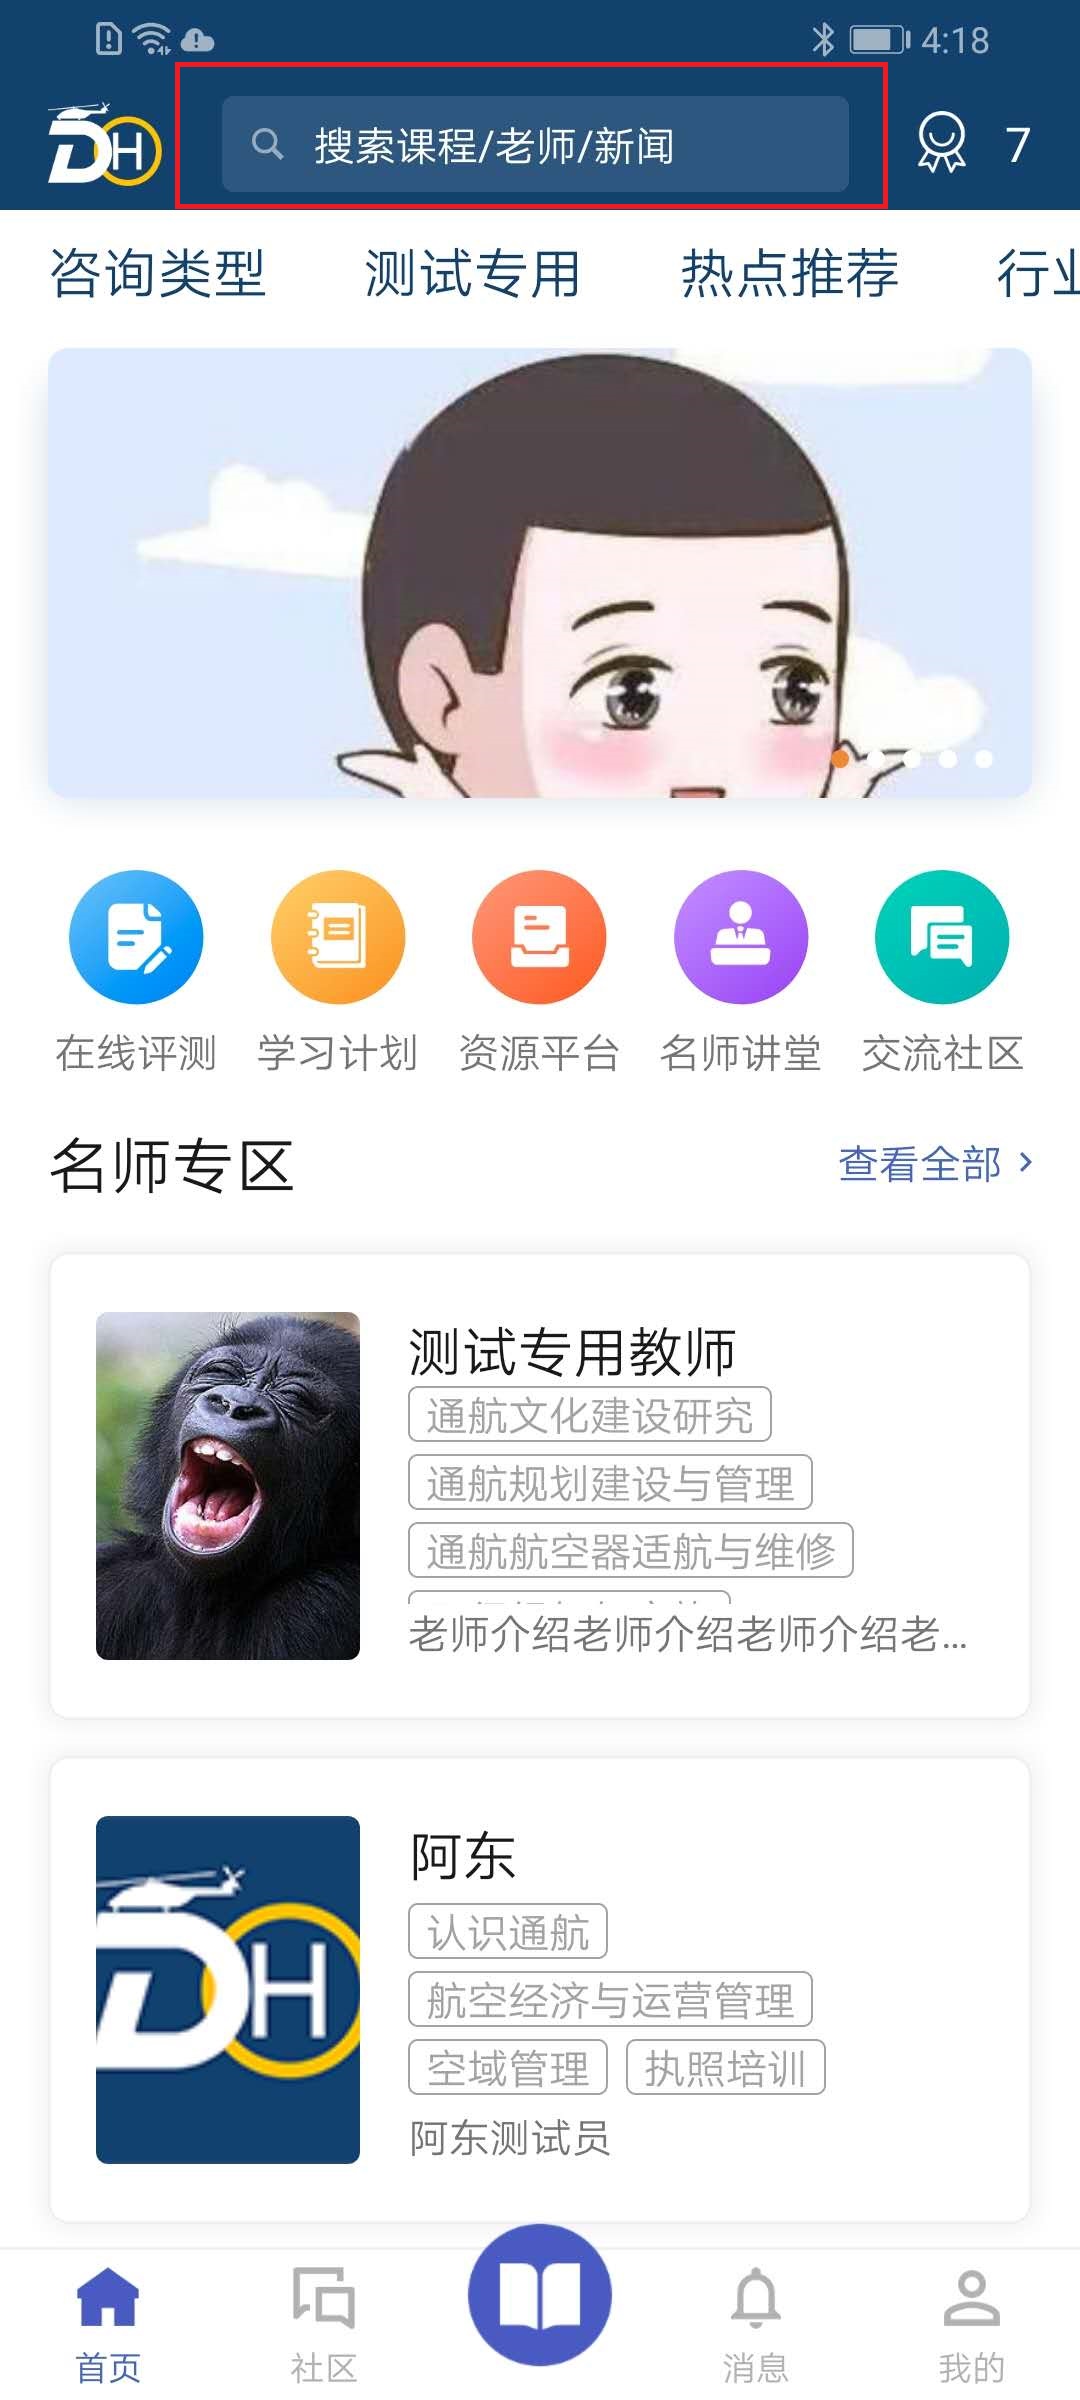 4:18
DH
搜索课程/老师/新闻
7
咨询类型 测试专用 热点推荐 行业
在线评测 学习计划 资源平台 名师讲堂 交流社区
名师专区
查看全部
测试专用教师
通航文化建设研究
通航规划建设与管理
通航航空器适航与维修
老师介绍老师介绍老师介绍老...
DH
阿东
认识通航
航空经济与运营管理
空域管理 执照培训
阿东测试员
首页 社区 消息 我的